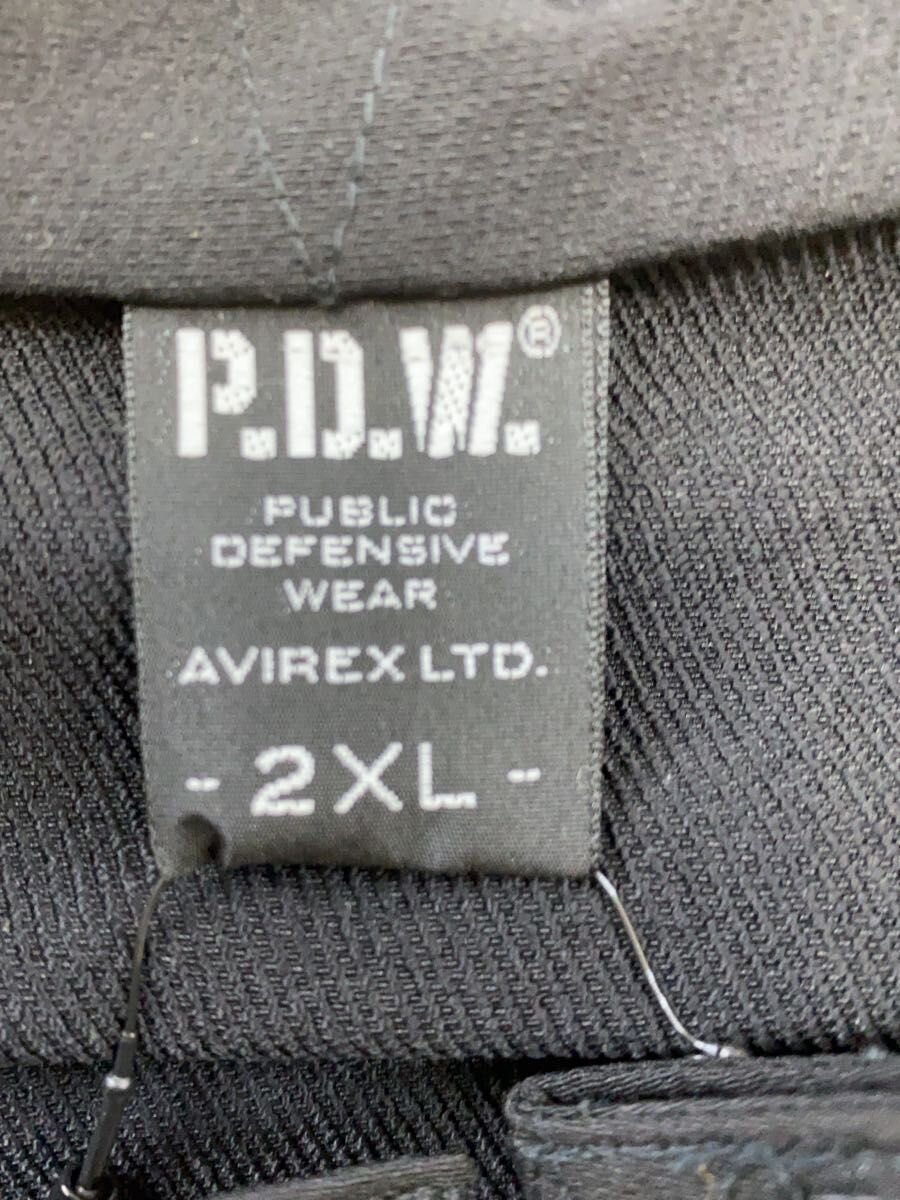 P.D.W.®
PUBLIC
DEFENSIVE
WEAR
AVIREX LTD.
- 2XL -